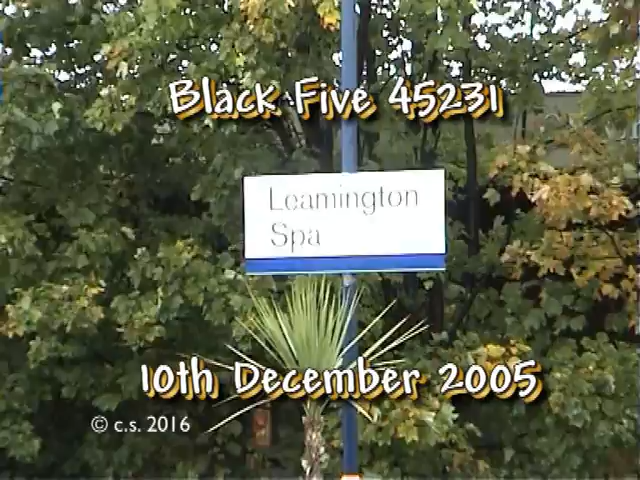 Black Five 45231
Leamington
Spa
10th December 2005
© c.s. 2016